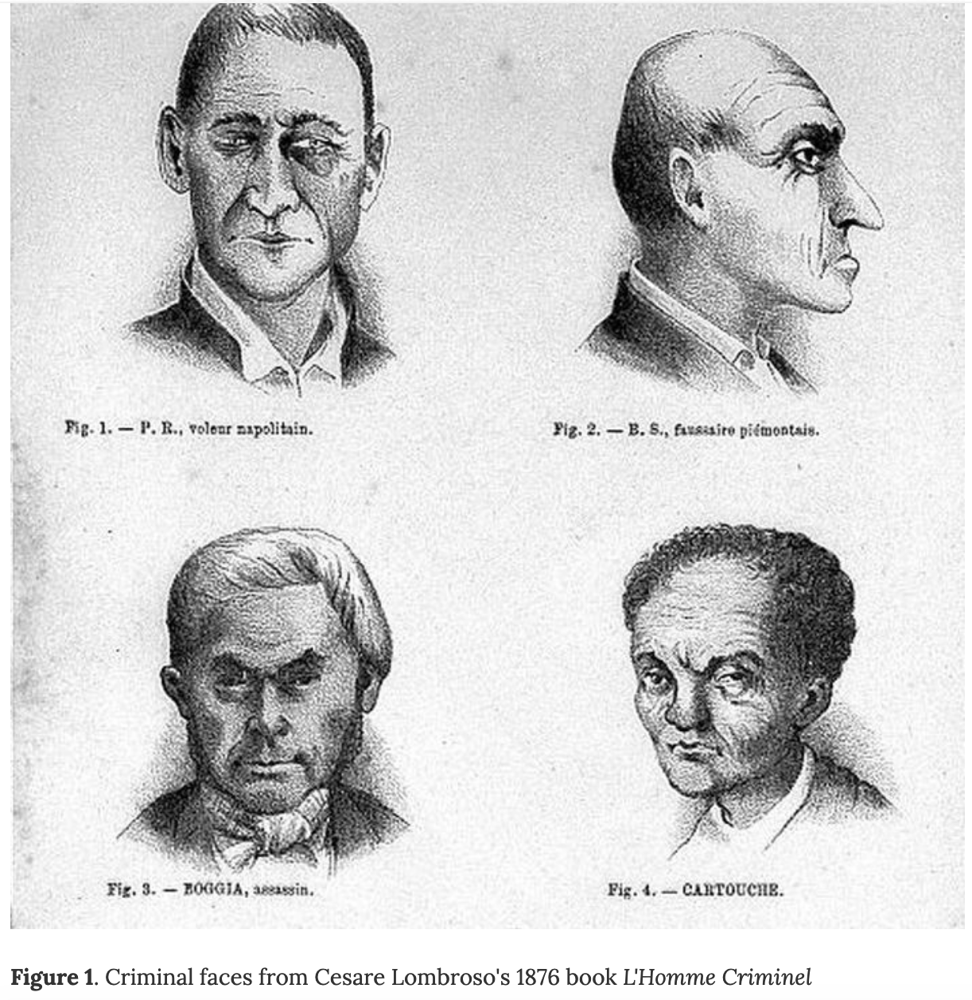 Fig. 1. — P. R., voleur napolitain.
Fig. 2. — B. S., faussaire piémontais.
Fig. 3. — BOGGIA, assassin.
Fig. 4. — CARTOUCHE.
Figure 1. Criminal faces from Cesare Lombroso's 1876 book L'Homme Criminel